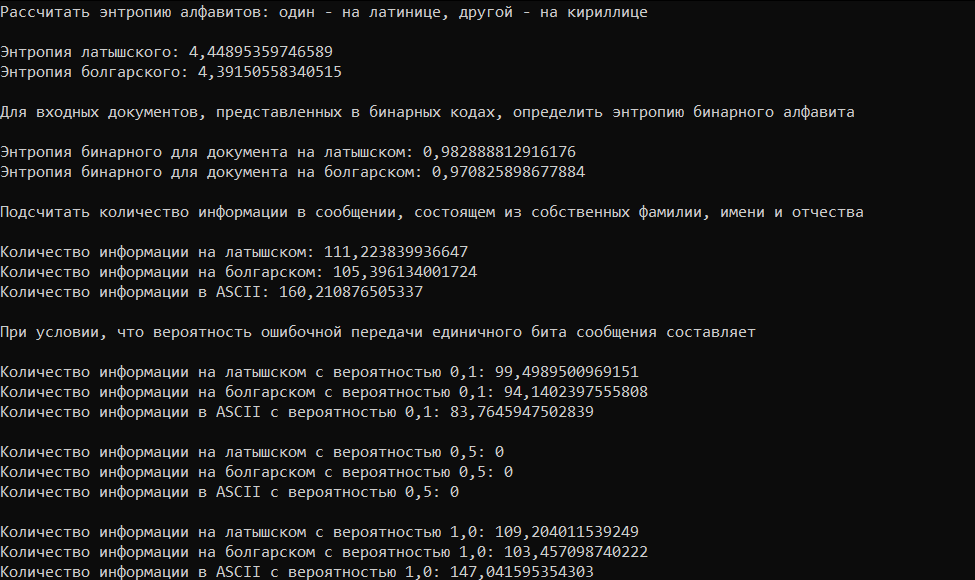 Рассчитать энтропию алфавитов: один - на латинице, другой - на кириллице
Энтропия латышского: 4,44895359746589
Энтропия болгарского: 4,39150558340515
Для входных документов, представленных в бинарных кодах, определить энтропию бинарного алфавита
Энтропия бинарного для документа на латышском: 0,982888812916176
Энтропия бинарного для документа на болгарском: 0,970825898677884
Подсчитать количество информации в сообщении, состоящем из собственных фамилии, имени и отчества
Количество информации на латышском: 111,223839936647
Количество информации на болгарском: 105,396134001724
Количество информации в ASCII: 160,210876505337
При условии, что вероятность ошибочной передачи единичного бита сообщения составляет
Количество информации на латышском с вероятностью 0,1: 99,4989500969151
Количество информации на болгарском с вероятностью 0,1: 94,1402397555808
Количество информации в ASCII с вероятностью 0,1: 83,7645947502839
Количество информации на латышском с вероятностью 0,5: 0
Количество информации на болгарском с вероятностью 0,5: 0
Количество информации в ASCII с вероятностью 0,5: 0
Количество информации на латышском с вероятностью 1,0: 109,204011539249
Количество информации на болгарском с вероятностью 1,0: 103,457098740222
Количество информации в ASCII с вероятностью 1,0: 147,041595354303